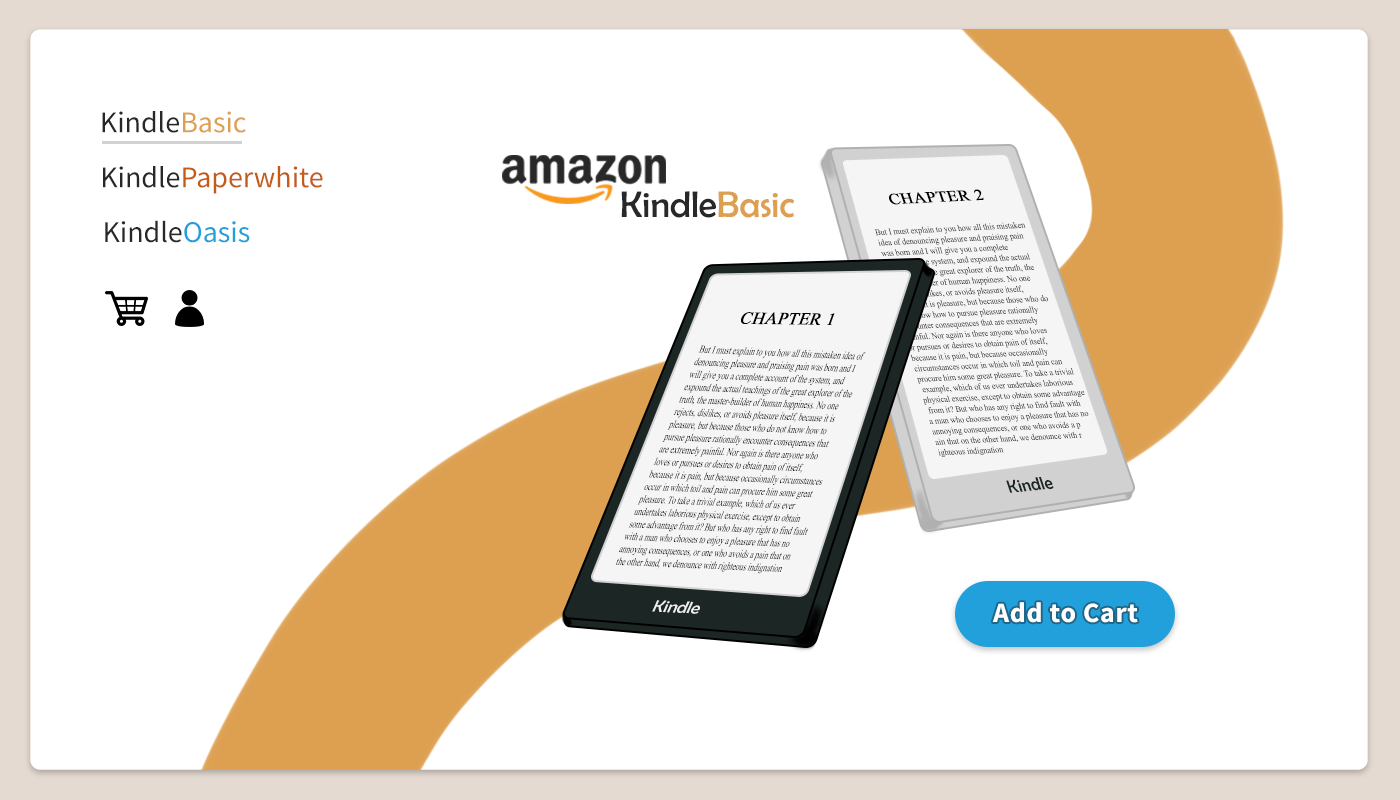 KindleBasic
KindlePaperwhite
KindleOasis
amazon
KindleBasic
CHAPTER 1
But I must explain to you how all this mistaken idea of
denouncing pleasure and praising pain was born and I
will give you a complete account of the system, and
expound the actual teachings of the great explorer of the
truth, the master-builder of human happiness. No one
rejects, dislikes, or avoids pleasure itself, because it is
pleasure, but because those who do not know how to
pursue pleasure rationally encounter consequences that
are extremely painful. Nor again is there anyone who
loves or pursues or desires to obtain pain of itself,
because it is pain, but because occasionally circumstances
occur in which toil and pain can procure him some great
pleasure. To take a trivial example, which of us ever
undertakes laborious physical exercise, except to obtain
some advantage from it? But who has any right to find fault
with a man who chooses to enjoy a pleasure that has no
annoying consequences, or one who avoids a pain that on
the other hand, we denounce with righteous indignation
Kindle
CHAPTER 2
But I must explain to you how all this mistaken
idea of denouncing pleasure and praising pain
was born and I will give you a complete
system, and expound the actual
great explorer of the truth, the
of human happiness. No one
or avoids pleasure itself,
is pleasure, but because those who do
how to pursue pleasure rationally
consequences that are extremely
Nor again is there anyone who loves
pursues or desires to obtain pain of itself,
because it is pain, but because occasionally
circumstances occur in which toil and pain can
procure him some great pleasure. To take a trivial
example, which of us ever undertakes laborious
physical exercise, except to obtain some advantage
from it? But who has any right to find fault with
a man who chooses to enjoy a pleasure that has no
annoying consequences, or one who avoids a p
ain that on the other hand, we denounce with r
ighteous indignation
Kindle
Add to Cart